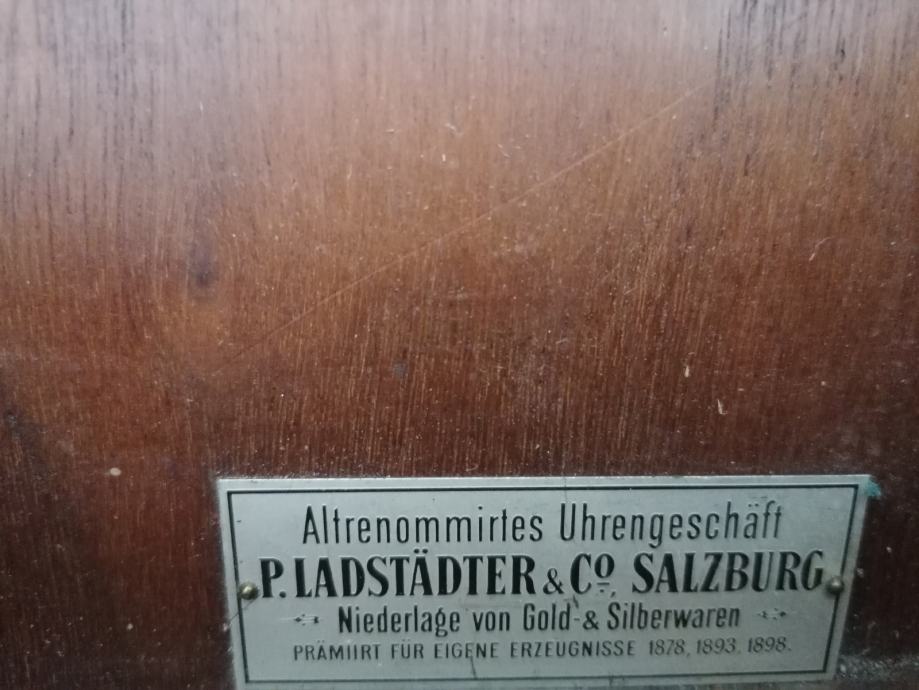 Altrenommirtes Uhrengeschäft
P. LADSTÄDTER & Co., SALZBURG
Niederlage von Gold- & Silberwaren
PRÄMIIRT FÜR EIGENE ERZEUGNISSE 1878, 1893. 1898.